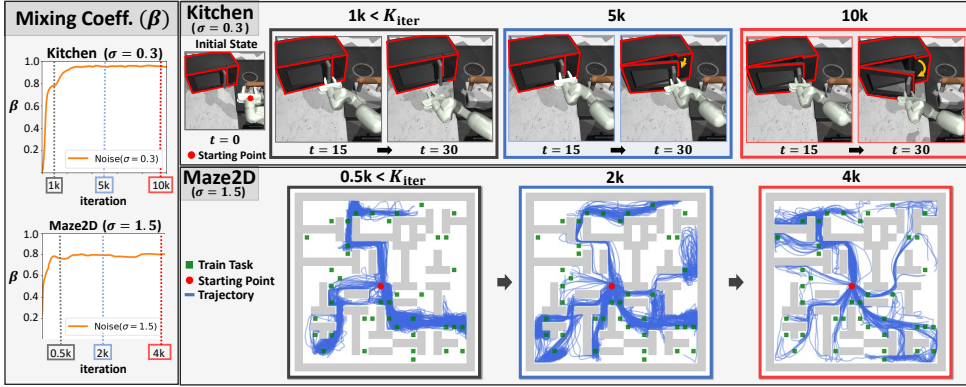 Mixing Coeff. (β)
Kitchen (σ = 0.3)
1.0
0.8
0.6
0.4
0.2
β
Noise(σ = 0.3)
1k
5k
10k
iteration
Maze2D (σ = 1.5)
1.0
0.8
0.6
0.4
0.2
β
Noise(σ = 1.5)
0.5k
2k
4k
iteration
Kitchen
(σ = 0.3)
Initial State
t = 0
Starting Point
1k < K_iter
t = 15
t = 30
5k
t = 15
t = 30
10k
t = 15
t = 30
Maze2D
(σ = 1.5)
Train Task
Starting Point
Trajectory
0.5k < K_iter
2k
4k